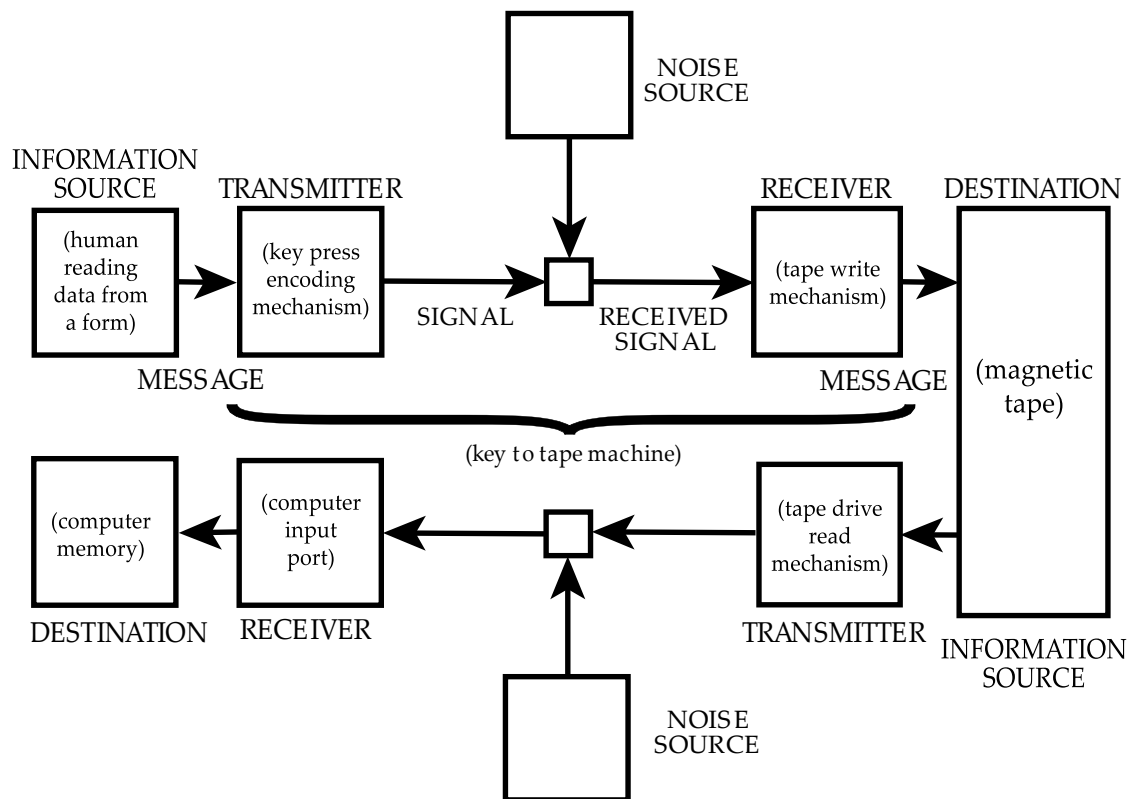 NOISE
SOURCE
INFORMATION
SOURCE
TRANSMITTER
RECEIVER
DESTINATION
(human
reading
data from
a form)
(key press
encoding
mechanism)
SIGNAL
RECEIVED
SIGNAL
(tape write
mechanism)
(magnetic
tape)
MESSAGE
MESSAGE
(key to tape machine)
(computer
memory)
(computer
input
port)
(tape drive
read
mechanism)
DESTINATION
RECEIVER
TRANSMITTER
INFORMATION
SOURCE
NOISE
SOURCE